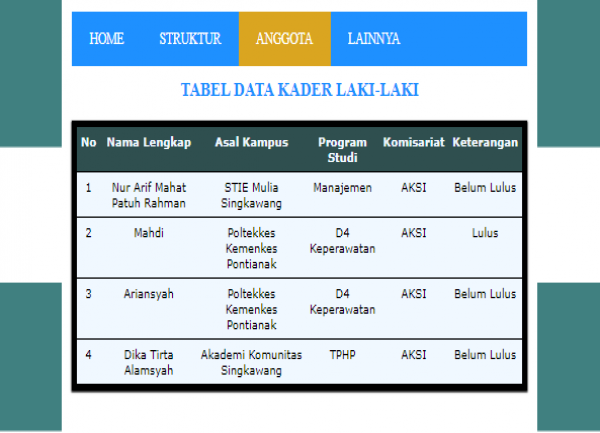 HOME STRUKTUR ANGGOTA LAINNYA
TABEL DATA KADER LAKI-LAKI
No Nama Lengkap Asal Kampus Program Komisariat Keterangan
Studi
1 Nur Arif Mahat STIE Mulia Manajemen AKSI Belum Lulus
Patuh Rahman Singkawang
2 Mahdi Poltekkes D4 AKSI Lulus
Kemenkes Keperawatan
Pontianak
3 Ariansyah Poltekkes D4 AKSI Belum Lulus
Kemenkes Keperawatan
Pontianak
4 Dika Tirta Akademi Komunitas TPHP AKSI Belum Lulus
Alamsyah Singkawang